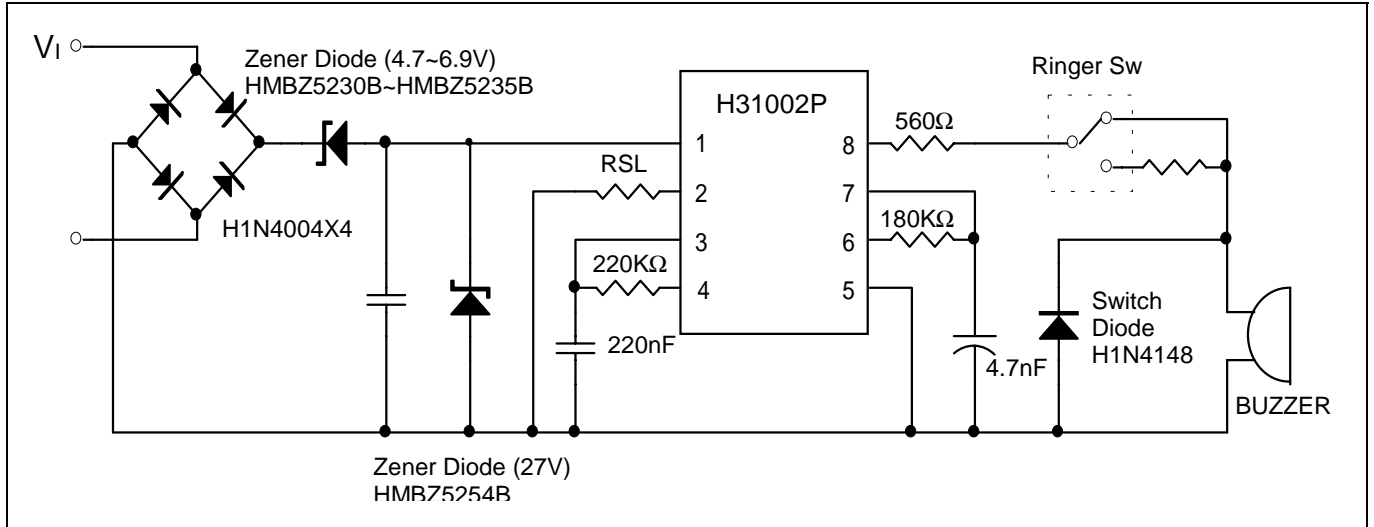 VI
Zener Diode (4.7~6.9V)
HMBZ5230B~HMBZ5235B
H1N4004X4
RSL
220KΩ
220nF
Zener Diode (27V)
HMBZ5254B
H31002P
1
2
3
4
8
7
6
5
560Ω
180KΩ
4.7nF
Ringer Sw
Switch
Diode
H1N4148
BUZZER